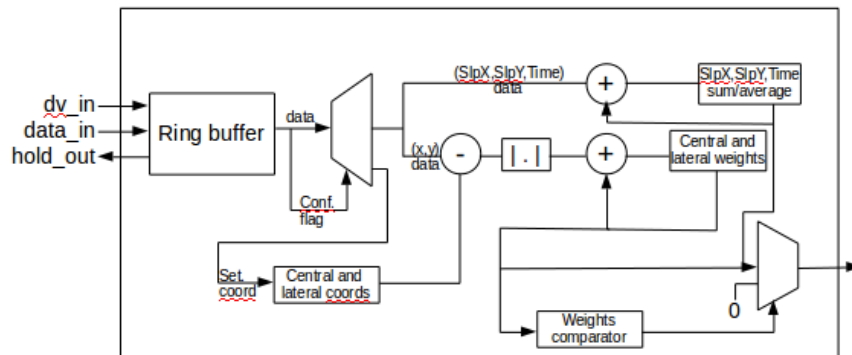 (SlpX,SlpY,Time)
data
SlpX,SlpY,Time
sum/average
+
dv_in
data_in
hold_out
Ring buffer
data
(x,y)
data
-
|.|
+
Central and
lateral weights
Conf.
flag
Set.
coord
Central and
lateral coords
0
Weights
comparator